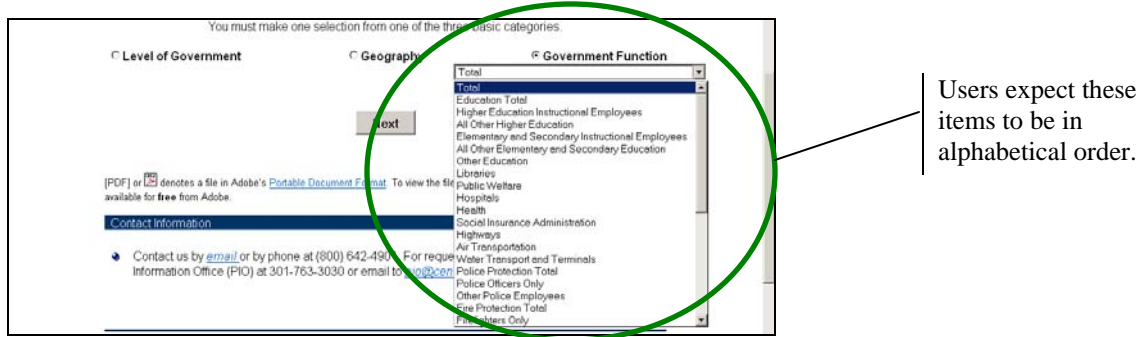 You must make one selection from one of the three basic categories.
Level of Government Geography Government Function
Total
Total
Education Total
Higher Education Instructional Employees
All Other Higher Education
Elementary and Secondary Instructional Employees
All Other Elementary and Secondary Education
Other Education
Libraries
Public Welfare
Hospitals
Health
Social Insurance Administration
Highways
Air Transportation
Water Transport and Terminals
Police Protection Total
Police Officers Only
Other Police Employees
Fire Protection Total
Firefighters Only
Next
[PDF] or denotes a file in Adobe's Portable Document Format. To view the file
available for free from Adobe.
Contact Information
Contact us by email or by phone at (800) 642-490 . For reque
Information Office (PIO) at 301-763-3030 or email to pio@cen
Users expect these
items to be in
alphabetical order.